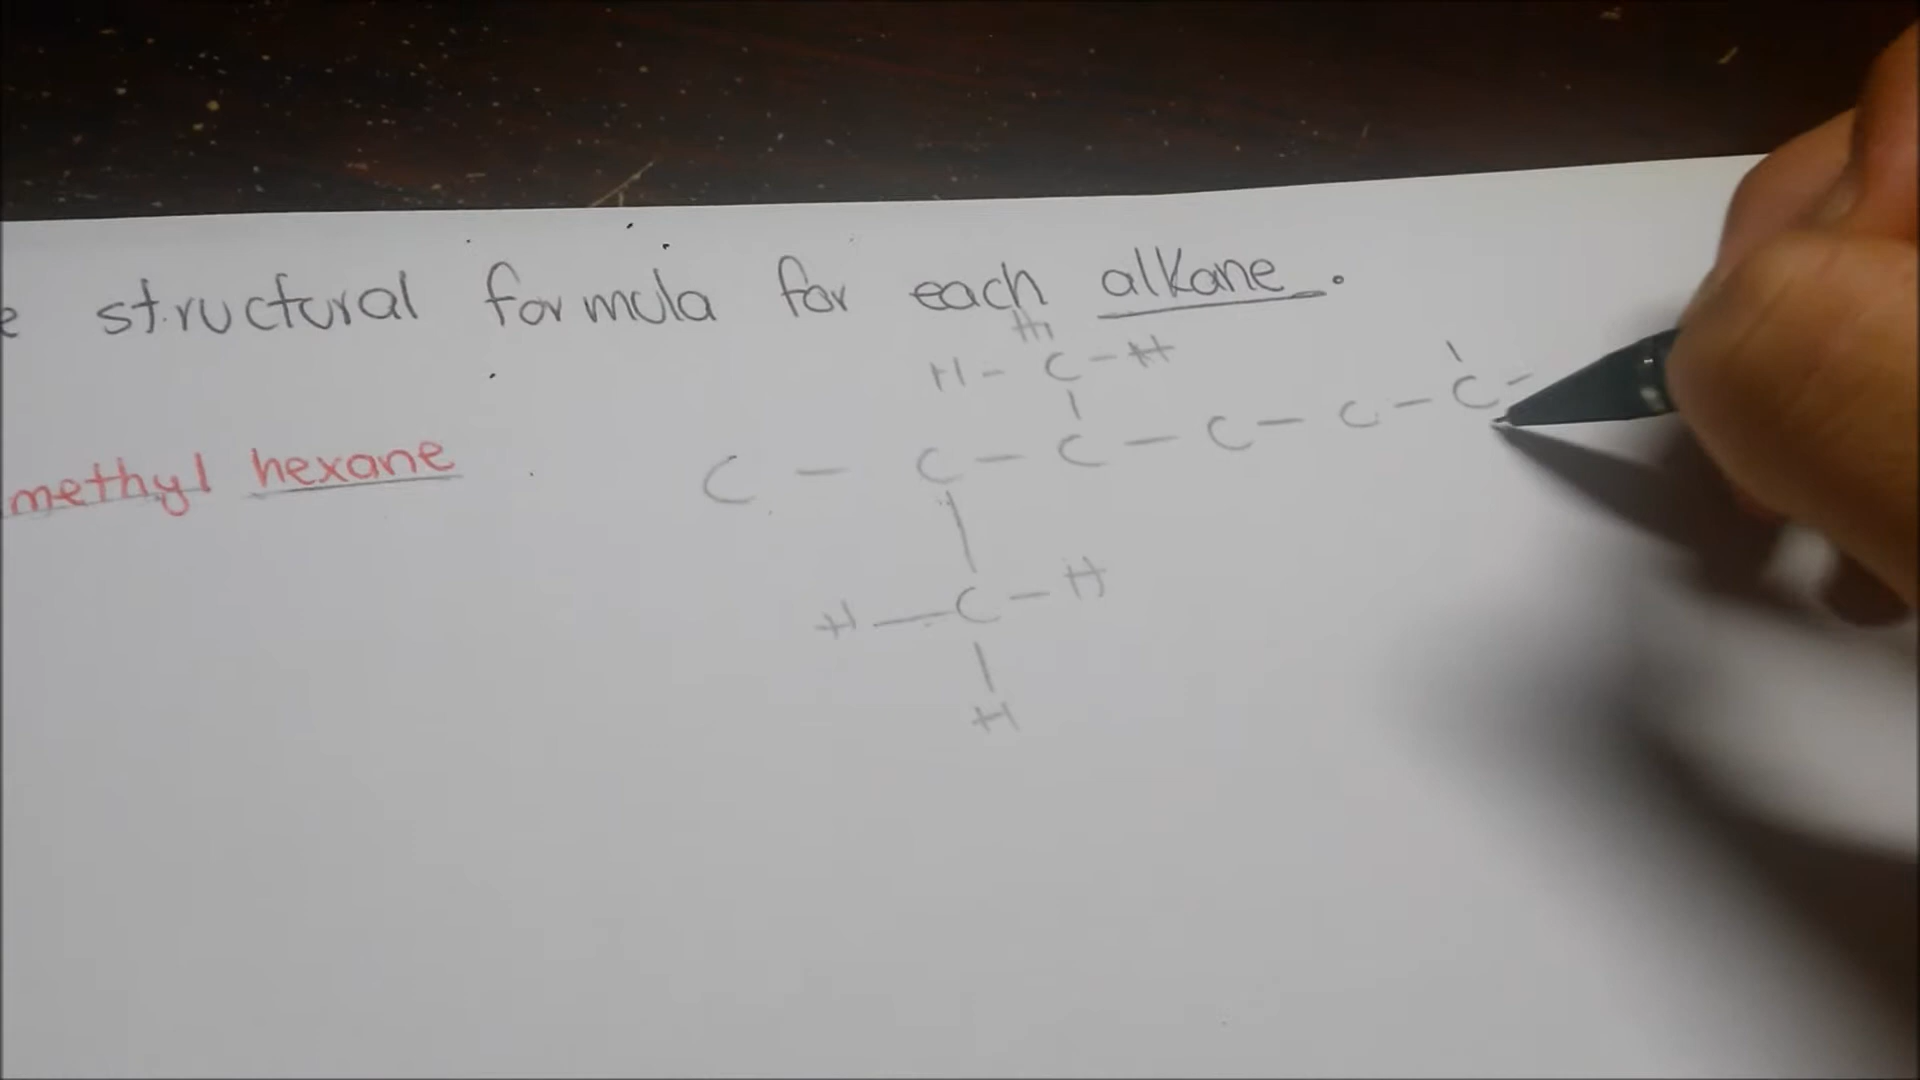 e structural formula for each alkane.
H
H - C - H
methyl hexane
C - C - C - C - C - C -
H - C - H
H